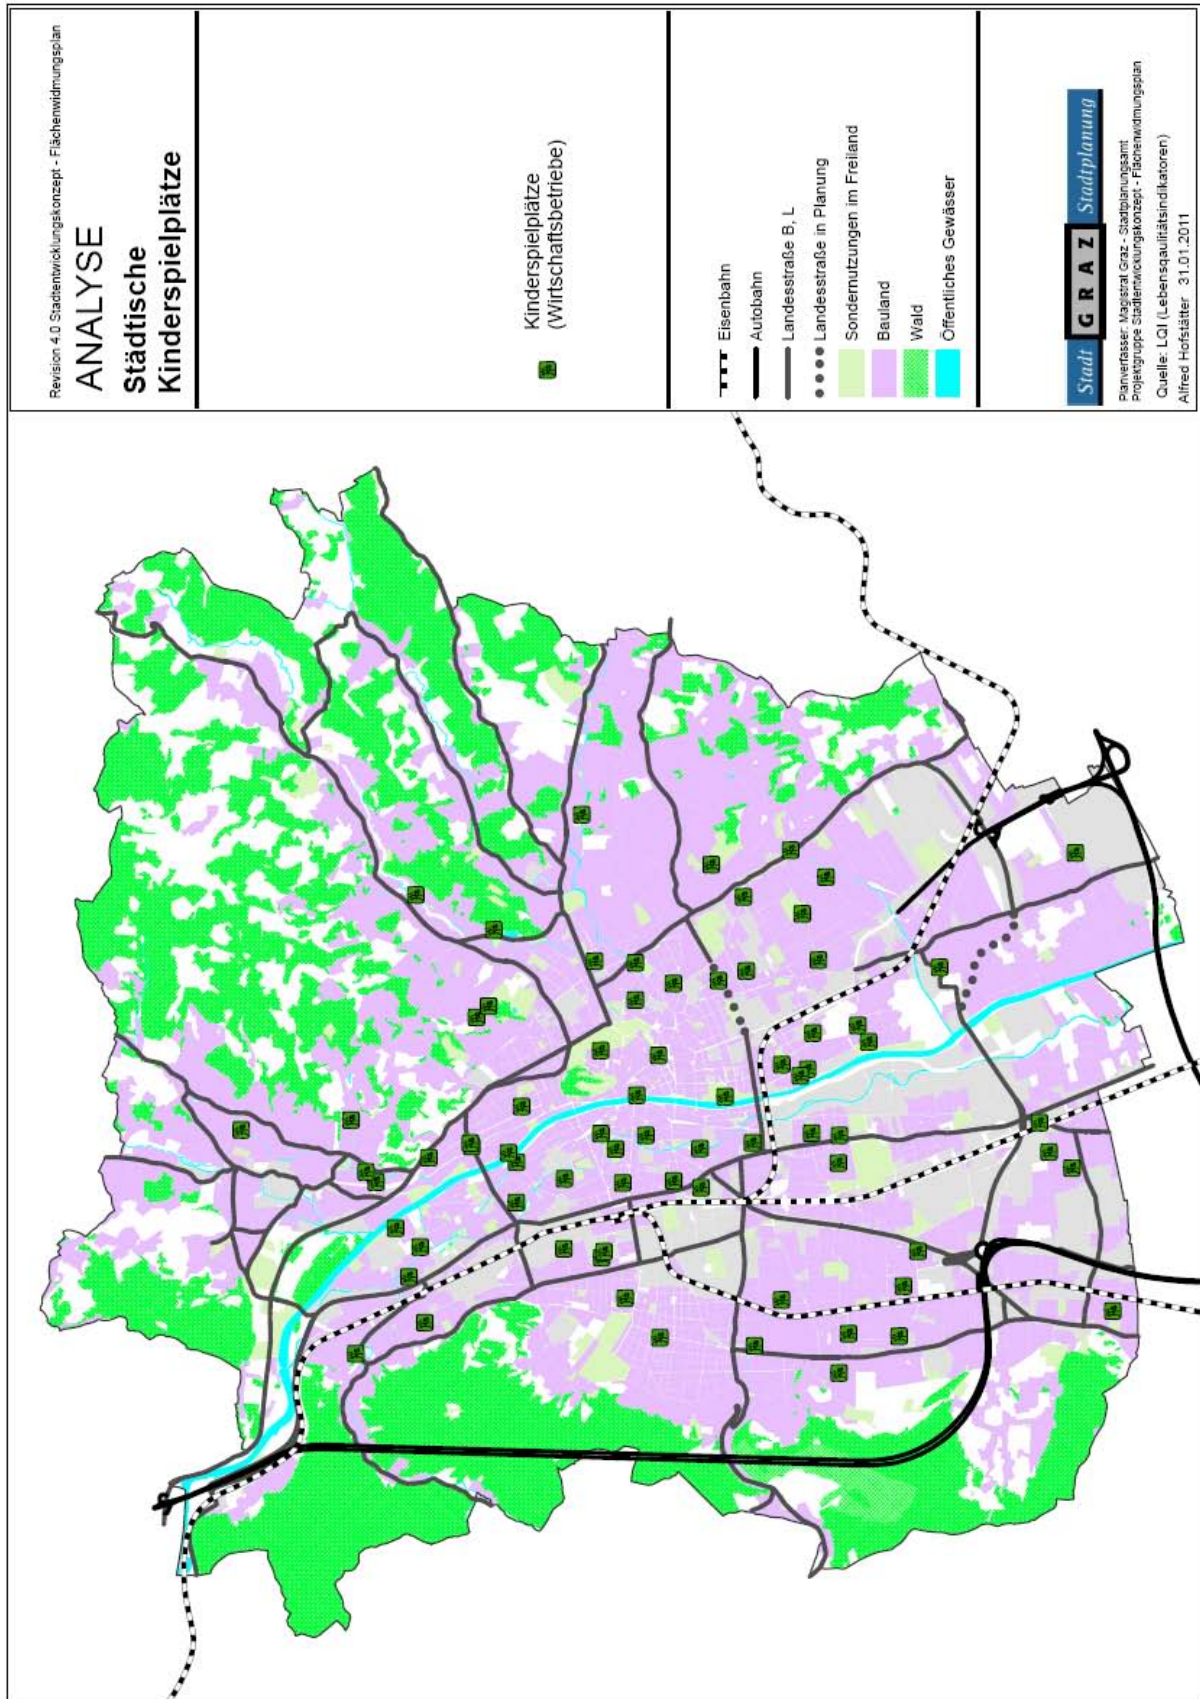 Revision 4.0 Stadtentwicklungskonzept - Flächenwidmungsplan
ANALYSE
Städtische
Kinderspielplätze
Kinderspielplätze
(Wirtschaftsbetriebe)
Eisenbahn
Autobahn
Landesstraße B, L
Landesstraße in Planung
Sondernutzungen im Freiland
Bauland
Wald
Öffentliches Gewässer
Stadt GRAZ Stadtplanung
Planverfasser: Magistrat Graz - Stadtplanungsamt
Projektgruppe Stadtentwicklungskonzept - Flächenwidmungsplan
Quelle: LQI (Lebensqaulitätsindikatoren)
Alfred Hofstätter 31.01.2011